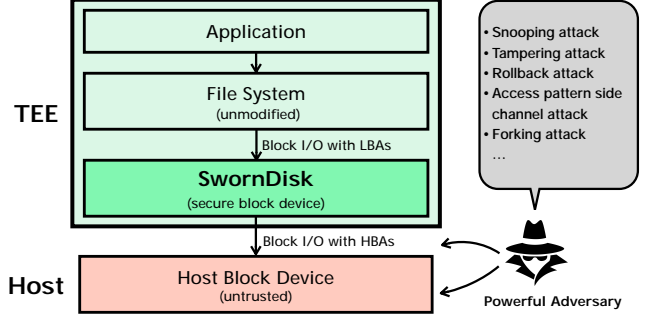 TEE
Application
File System
(unmodified)
Block I/O with LBAs
SwornDisk
(secure block device)
Block I/O with HBAs
Host
Host Block Device
(untrusted)
• Snooping attack
• Tampering attack
• Rollback attack
• Access pattern side
channel attack
• Forking attack
...
Powerful Adversary